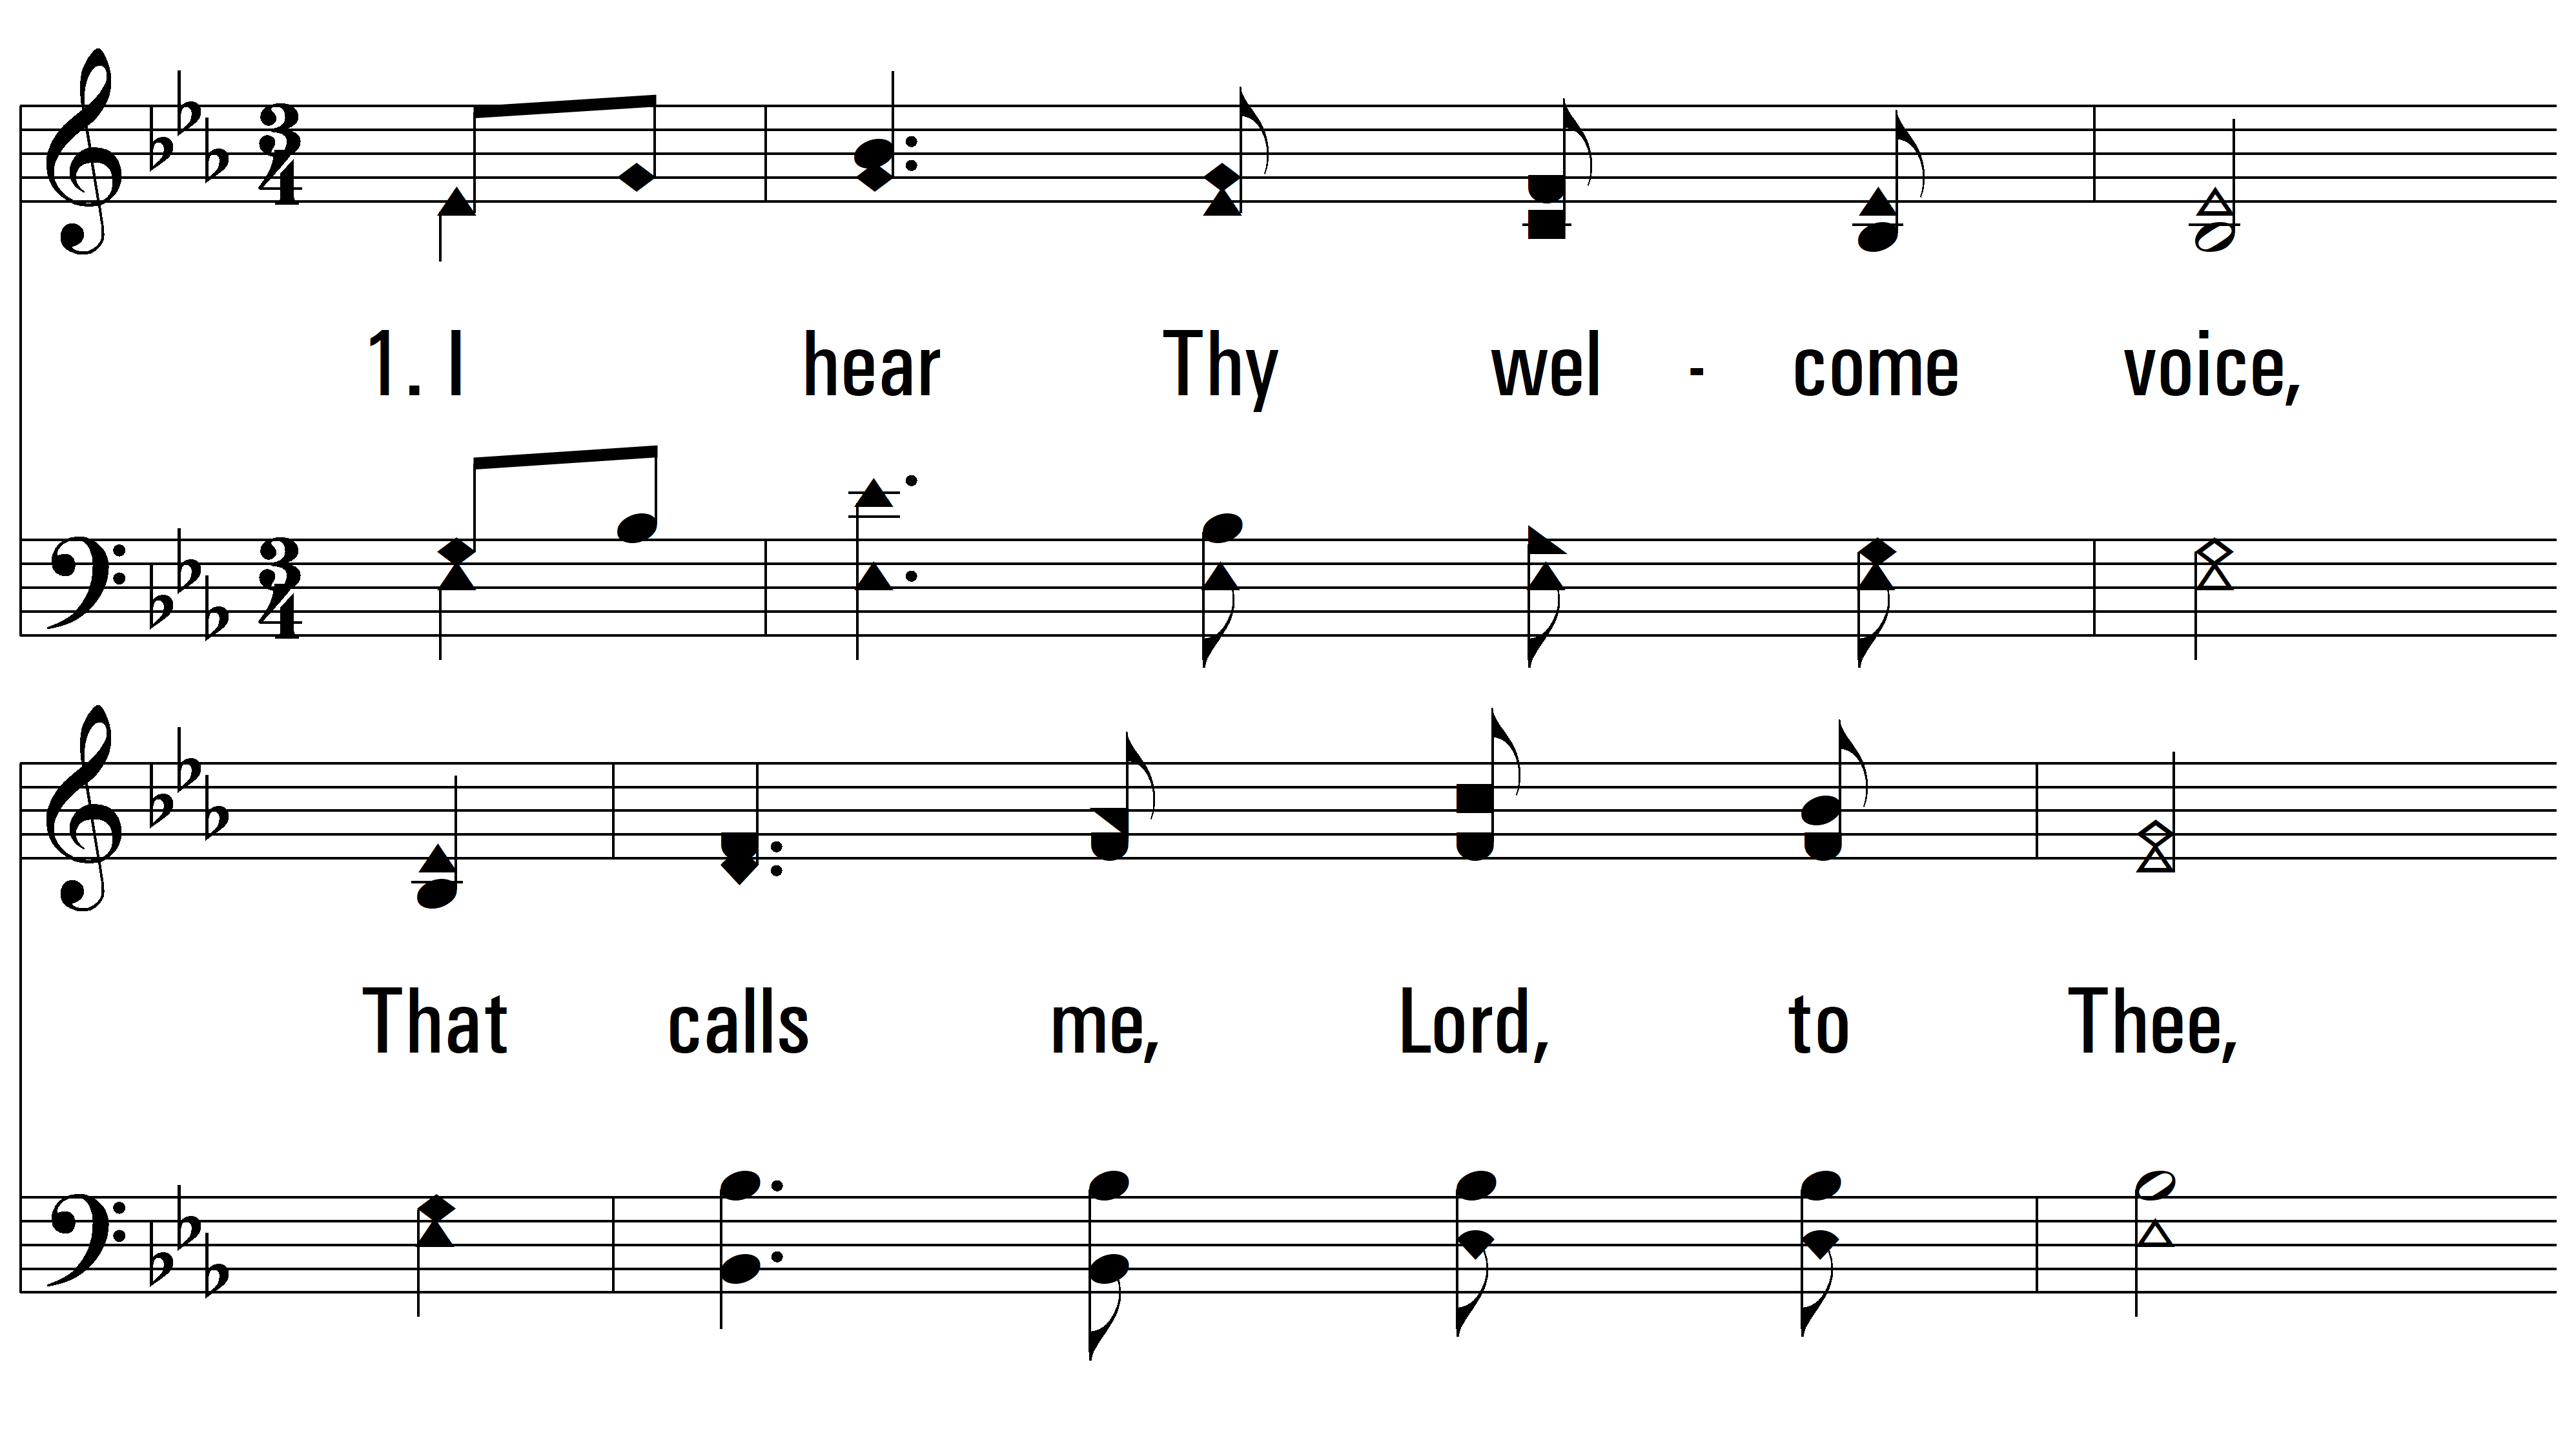 1. I hear Thy wel - come voice,
That calls me, Lord, to Thee,